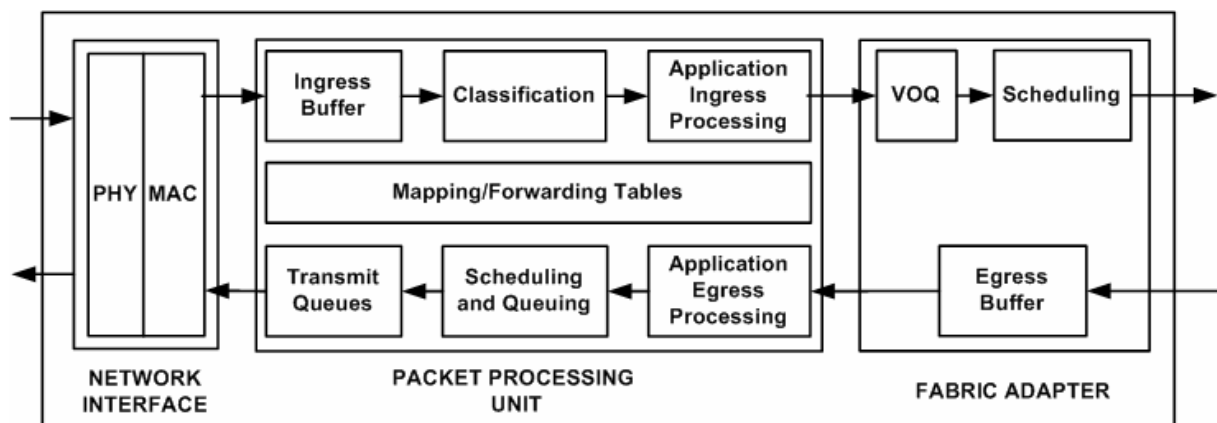 Ingress
Buffer
Classification
Application
Ingress
Processing
VOQ
Scheduling
PHY
MAC
Mapping/Forwarding Tables
Transmit
Queues
Scheduling
and Queuing
Application
Egress
Processing
Egress
Buffer
NETWORK
INTERFACE
PACKET PROCESSING
UNIT
FABRIC ADAPTER